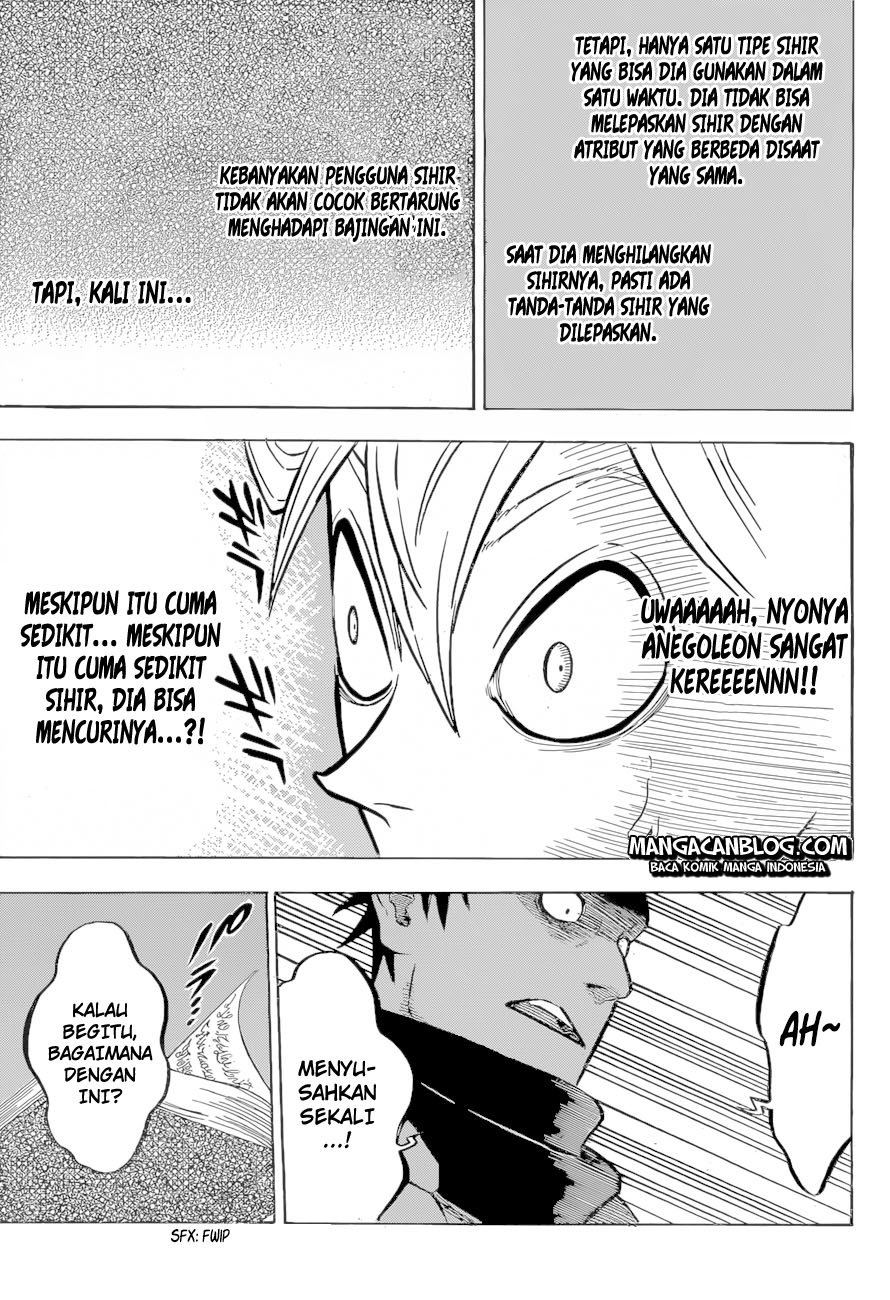 TETAPI, HANYA SATU TIPE SIHIR
YANG BISA DIA GUNAKAN DALAM
SATU WAKTU. DIA TIDAK BISA
MELEPASKAN SIHIR DENGAN
ATRIBUT YANG BERBEDA DISAAT
YANG SAMA.
SAAT DIA MENGHILANGKAN
SIHIRNYA, PASTI ADA
TANDA-TANDA SIHIR YANG
DILEPASKAN.
KEBANYAKAN PENGGUNA SIHIR
TIDAK AKAN COCOK BERTARUNG
MENGHADAPI BAJINGAN INI.
TAPI, KALI INI...
UWAAAAAH, NYONYA
ANEGOLEON SANGAT
KEREEEENNN!!
MESKIPUN ITU CUMA
SEDIKIT... MESKIPUN
ITU CUMA SEDIKIT
SIHIR, DIA BISA
MENCURINYA...?!
MANGACANBLOG.COM
BACA KOMIK MANGA INDONESIA
AH~
MENYU-
SAHKAN
SEKALI
...!
KALAU
BEGITU,
BAGAIMANA
DENGAN
INI?
SFX: FWIP